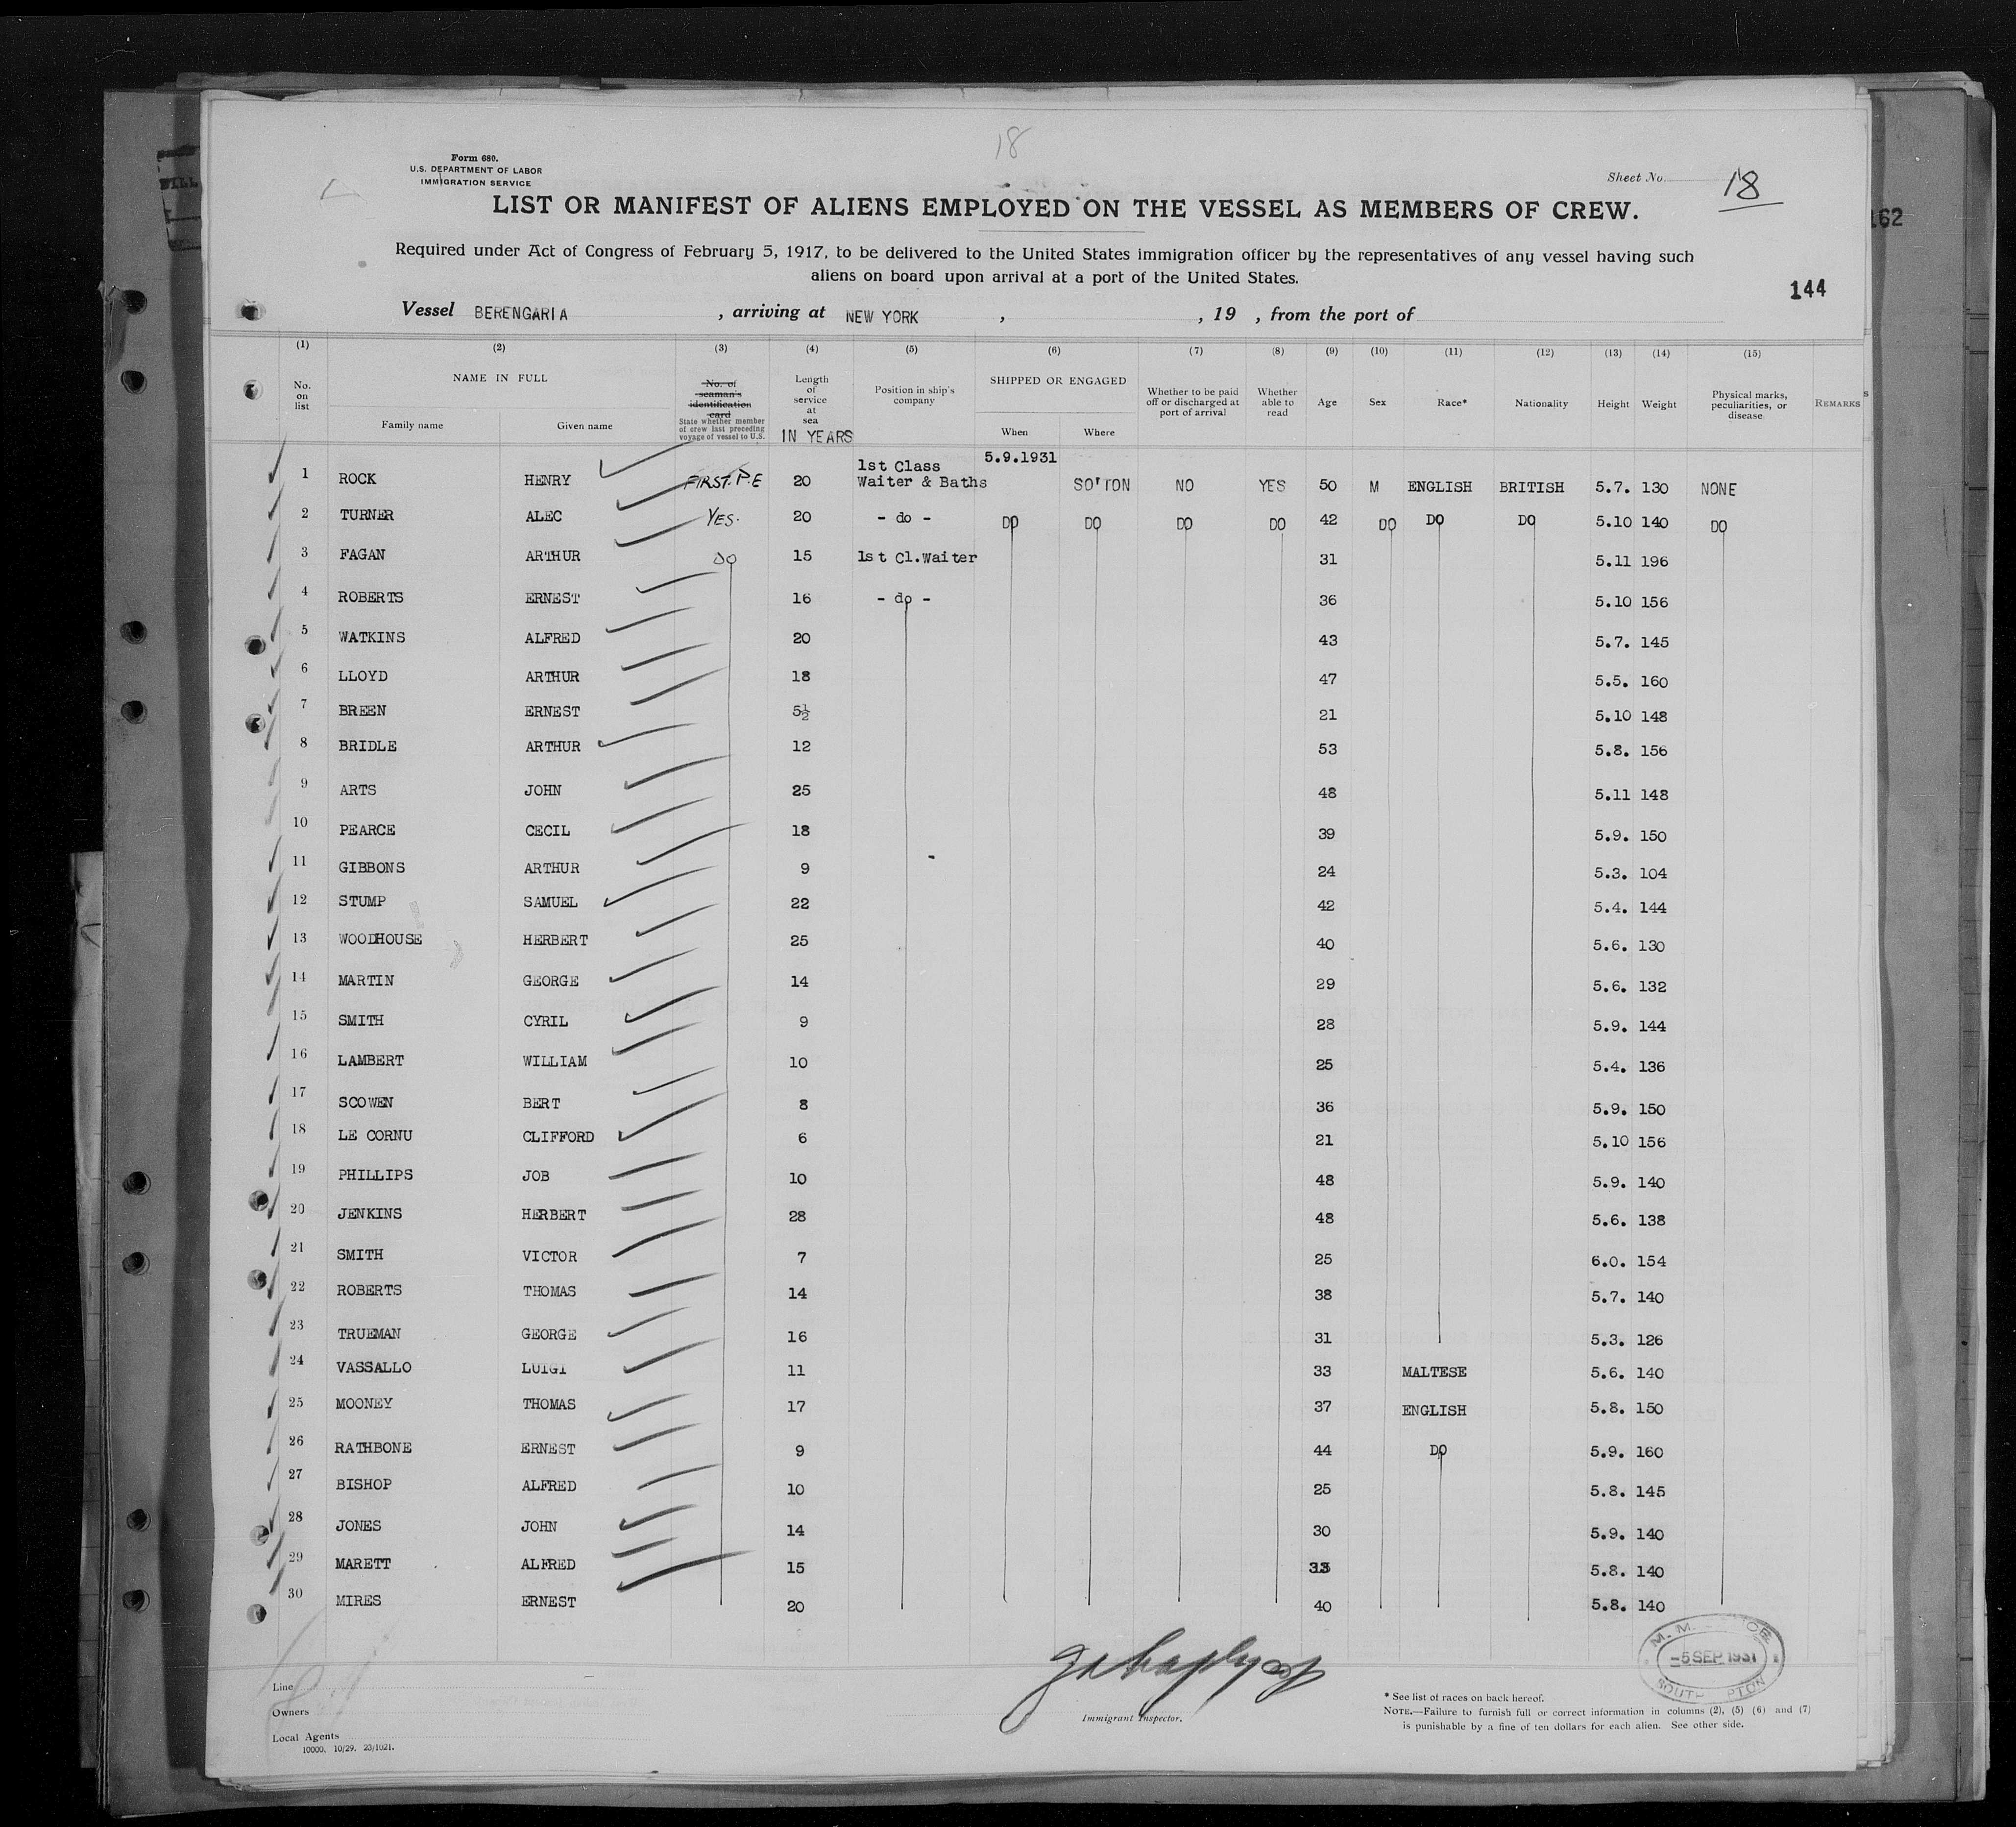 18
Form 680.
U.S. DEPARTMENT OF LABOR
IMMIGRATION SERVICE
Sheet No. 18
LIST OR MANIFEST OF ALIENS EMPLOYED ON THE VESSEL AS MEMBERS OF CREW.
162
Required under Act of Congress of February 5, 1917, to be delivered to the United States immigration officer by the representatives of any vessel having such
aliens on board upon arrival at a port of the United States.
144
Vessel BERENGARIA , arriving at NEW YORK , , 19 , from the port of
(1) (2) (3) (4) (5) (6) (7) (8) (9) (10) (11) (12) (13) (14) (15)
No. on list NAME IN FULL Family name Given name No. of seaman's identification card State whether member of crew last preceding voyage of vessel to U.S. Length of service at sea IN YEARS Position in ship's company SHIPPED OR ENGAGED When Where Whether to be paid off or discharged at port of arrival Whether able to read Age Sex Race* Nationality Height Weight Physical marks, peculiarities, or disease REMARKS
5.9.1931
1 ROCK HENRY FIRST. P.E 20 1st Class Waiter & Baths SO'TON NO YES 50 M ENGLISH BRITISH 5.7. 130 NONE
2 TURNER ALEC YES. 20 - do - DO DO DO DO 42 DO DO DO 5.10 140 DO
3 FAGAN ARTHUR DO 15 1st Cl.Waiter 31 5.11 196
4 ROBERTS ERNEST 16 - do - 36 5.10 156
5 WATKINS ALFRED 20 43 5.7. 145
6 LLOYD ARTHUR 18 47 5.5. 160
7 BREEN ERNEST 5½ 21 5.10 148
8 BRIDLE ARTHUR 12 53 5.8. 156
9 ARTS JOHN 25 48 5.11 148
10 PEARCE CECIL 18 39 5.9. 150
11 GIBBONS ARTHUR 9 24 5.3. 104
12 STUMP SAMUEL 22 42 5.4. 144
13 WOODHOUSE HERBERT 25 40 5.6. 130
14 MARTIN GEORGE 14 29 5.6. 132
15 SMITH CYRIL 9 28 5.9. 144
16 LAMBERT WILLIAM 10 25 5.4. 136
17 SCOWEN BERT 8 36 5.9. 150
18 LE CORNU CLIFFORD 6 21 5.10 156
19 PHILLIPS JOB 10 48 5.9. 140
20 JENKINS HERBERT 28 48 5.6. 138
21 SMITH VICTOR 7 25 6.0. 154
22 ROBERTS THOMAS 14 38 5.7. 140
23 TRUEMAN GEORGE 16 31 5.3. 126
24 VASSALLO LUIGI 11 33 MALTESE 5.6. 140
25 MOONEY THOMAS 17 37 ENGLISH 5.8. 150
26 RATHBONE ERNEST 9 44 DO 5.9. 160
27 BISHOP ALFRED 10 25 5.8. 145
28 JONES JOHN 14 30 5.9. 140
29 MARETT ALFRED 15 33 5.8. 140
30 MIRES ERNEST 20 40 5.8. 140
M. M.
-5 SEP 1931
Line
Owners
Local Agents
10000. 10/29. 23/1021.
Immigrant Inspector.
* See list of races on back hereof.
NOTE.—Failure to furnish full or correct information in columns (2), (5) (6) and (7)
is punishable by a fine of ten dollars for each alien. See other side.